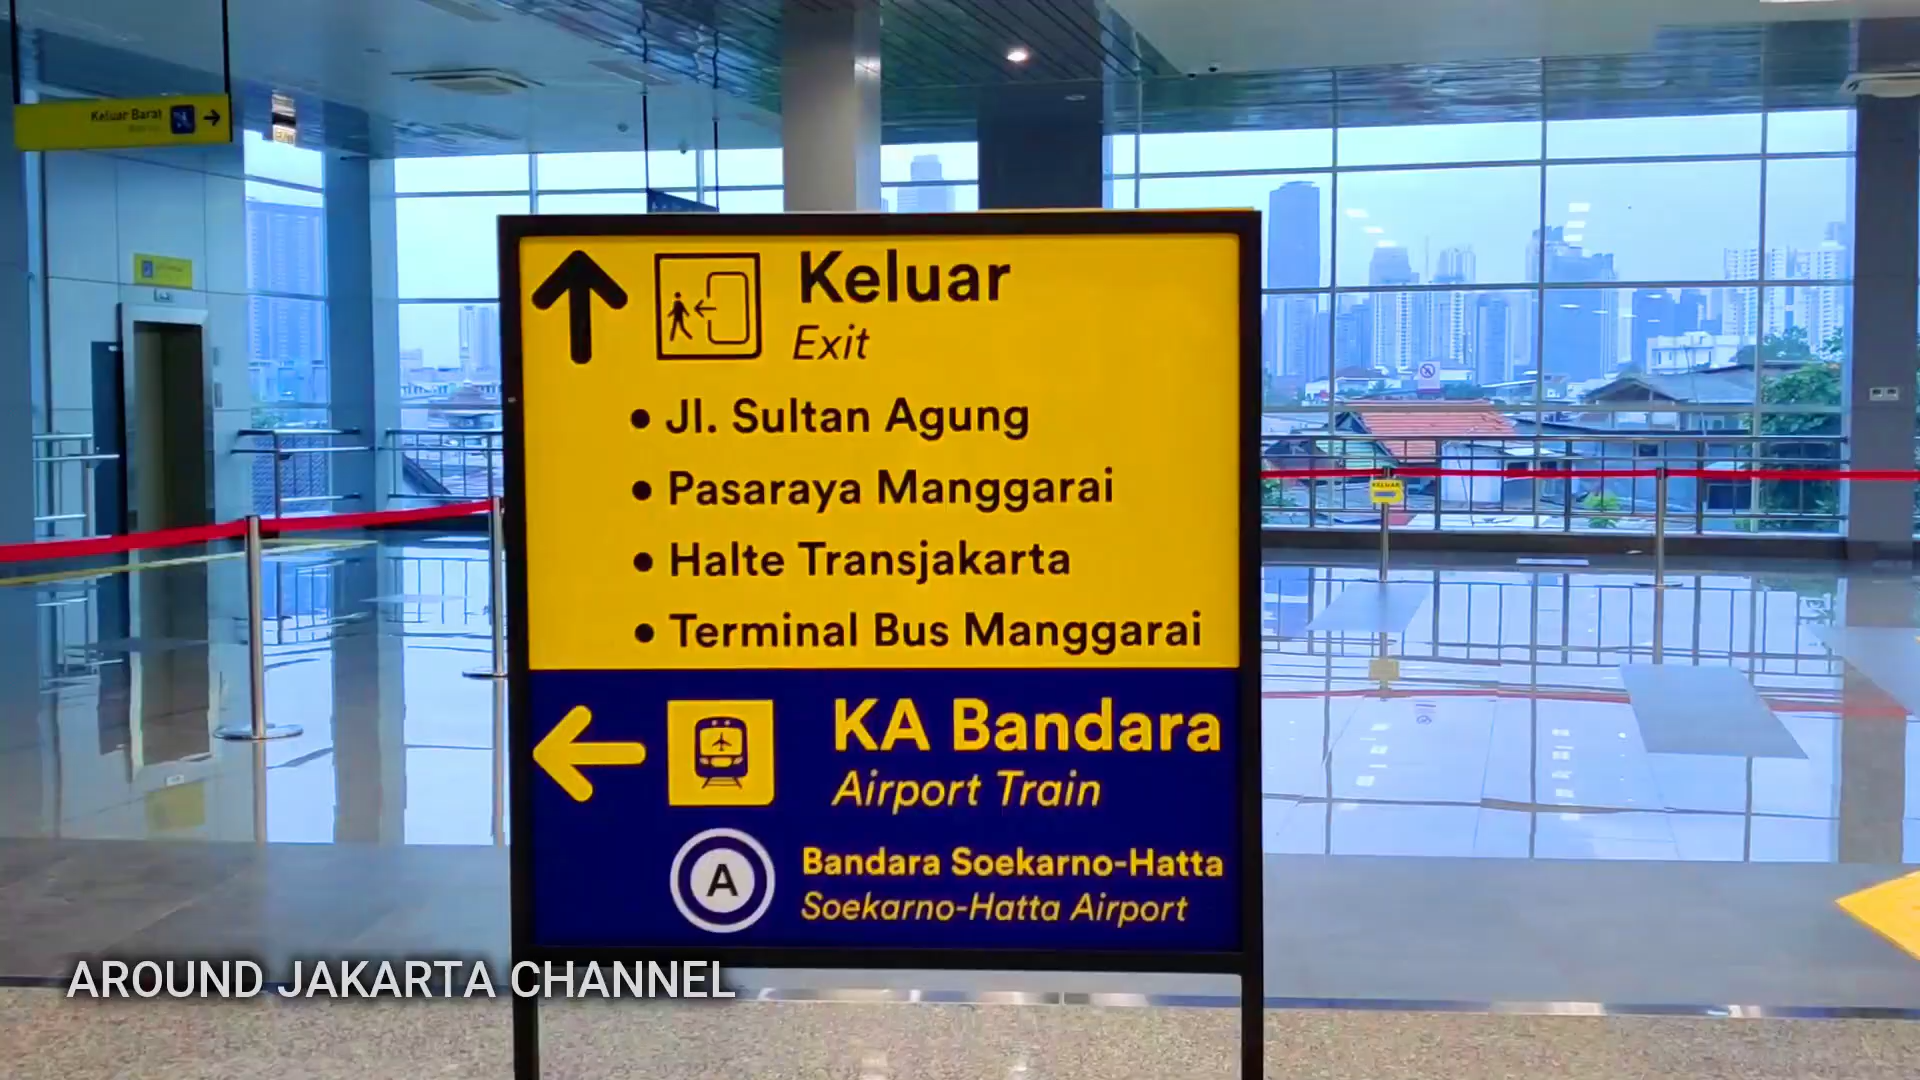 Keluar Barat
Keluar
Exit
• Jl. Sultan Agung
• Pasaraya Manggarai
• Halte Transjakarta
• Terminal Bus Manggarai
KELUAR
KA Bandara
Airport Train
A
Bandara Soekarno-Hatta
Soekarno-Hatta Airport
AROUND JAKARTA CHANNEL